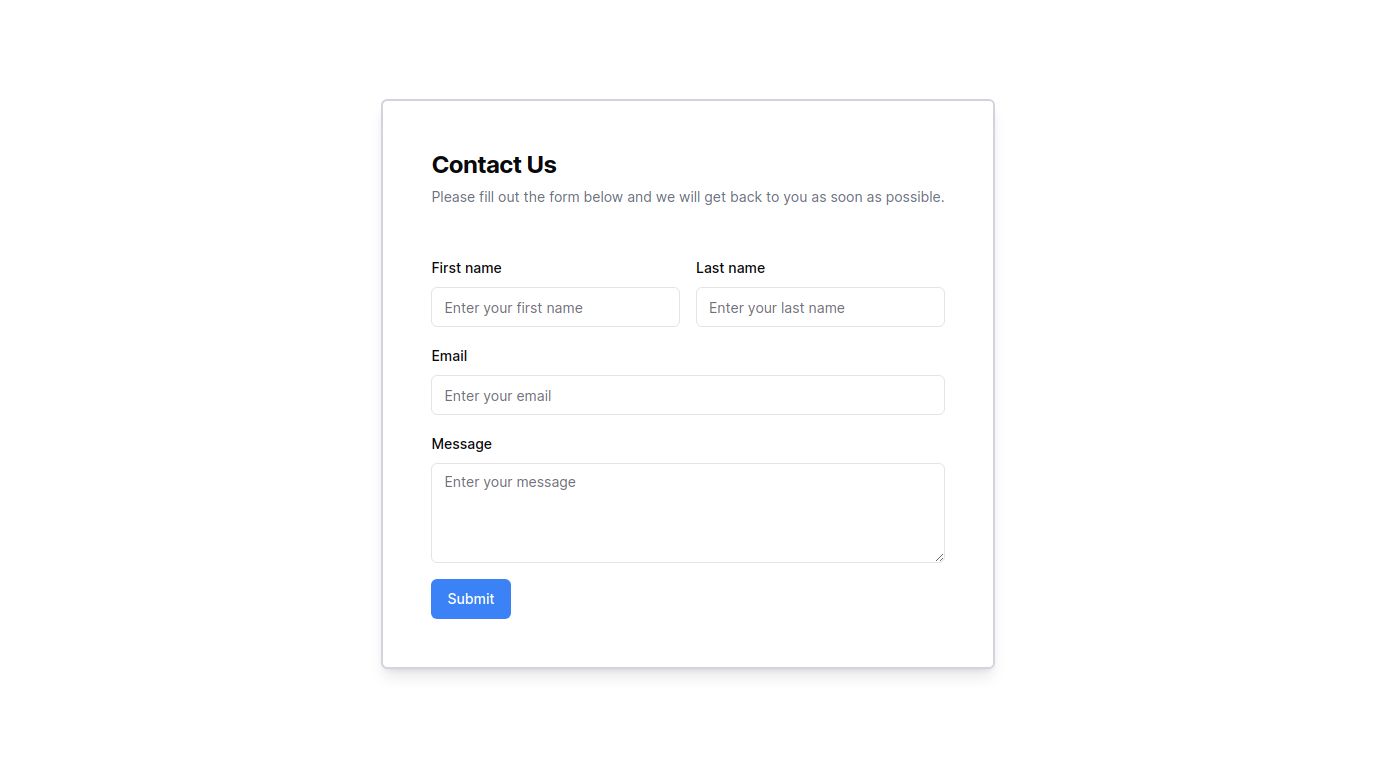 Contact Us
Please fill out the form below and we will get back to you as soon as possible.
First name
Last name
Enter your first name
Enter your last name
Email
Enter your email
Message
Enter your message
Submit